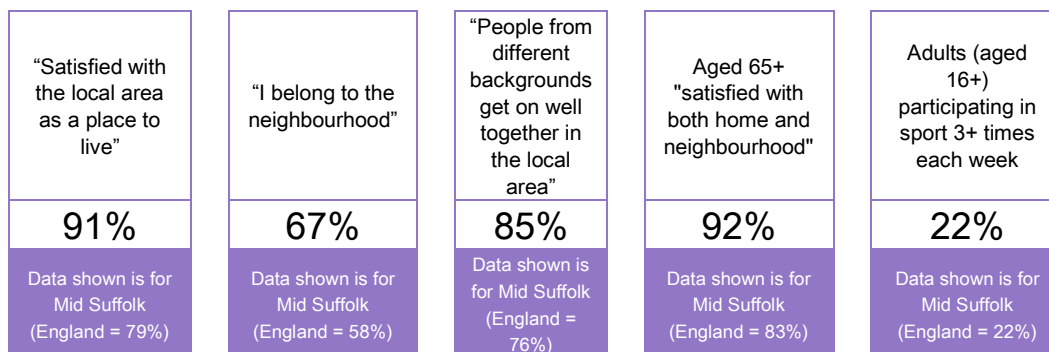 “Satisfied with
the local area
as a place to
live”
91%
Data shown is for
Mid Suffolk
(England = 79%)
“I belong to the
neighbourhood”
67%
Data shown is for
Mid Suffolk
(England = 58%)
“People from
different
backgrounds
get on well
together in
the local
area”
85%
Data shown is
for Mid Suffolk
(England =
76%)
Aged 65+
"satisfied with
both home and
neighbourhood"
92%
Data shown is for
Mid Suffolk
(England = 83%)
Adults (aged
16+)
participating in
sport 3+ times
each week
22%
Data shown is for
Mid Suffolk
(England = 22%)